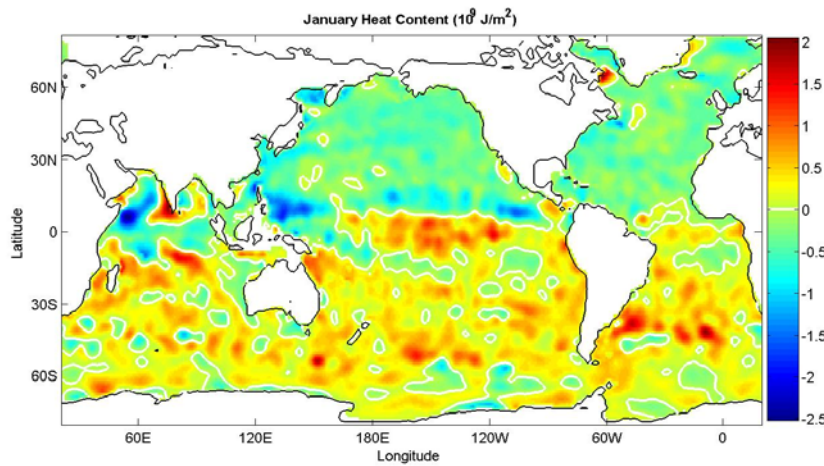 January Heat Content (10⁹ J/m²)
2
1.5
1
0.5
0
-0.5
-1
-1.5
-2
-2.5
60N
30N
0
30S
60S
Latitude
60E 120E 180E 120W 60W 0
Longitude